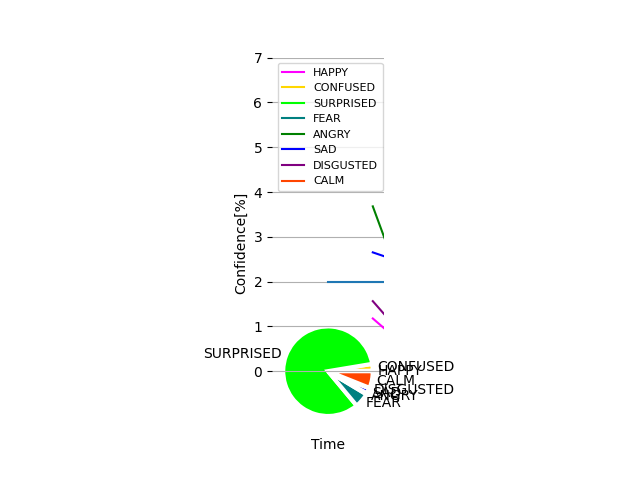 7
6
5
4
3
2
1
0
Confidence[%]
HAPPY
CONFUSED
SURPRISED
FEAR
ANGRY
SAD
DISGUSTED
CALM
SURPRISED
CONFUSED
HAPPY
CALM
DISGUSTED
SAD
ANGRY
FEAR
Time